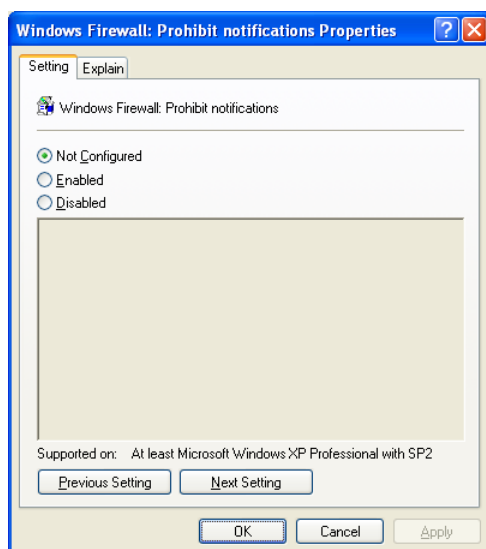 Windows Firewall: Prohibit notifications Properties
Setting Explain
Windows Firewall: Prohibit notifications
Not Configured
Enabled
Disabled
Supported on: At least Microsoft Windows XP Professional with SP2
Previous Setting Next Setting
OK Cancel Apply